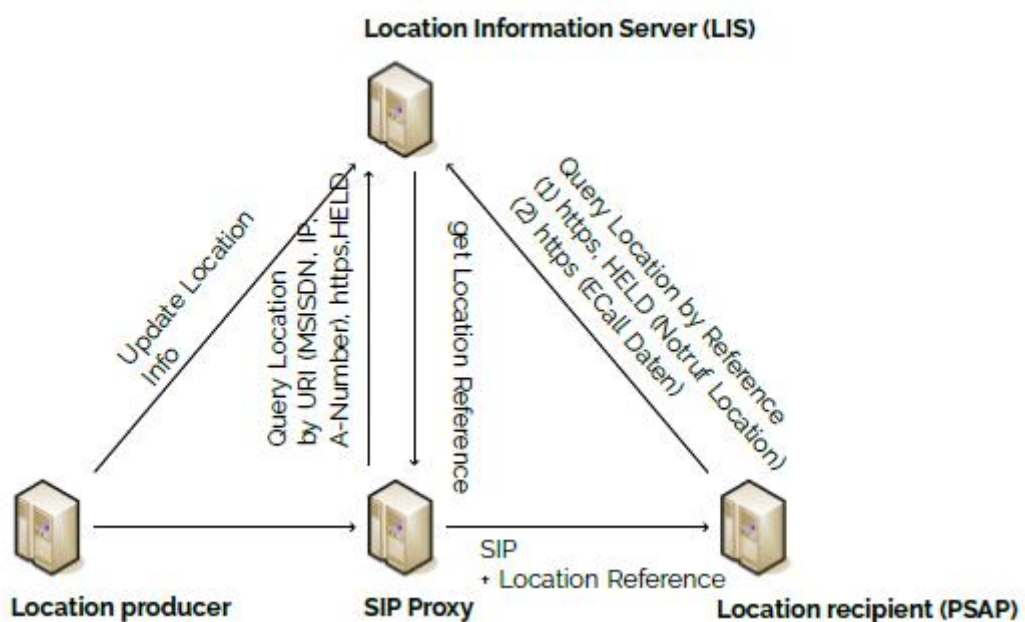 Location Information Server (LIS)
Update Location
Info
Query Location
by URI (MSISDN, IP,
A-Number), https,HELD
get Location Reference
Query Location by Reference
(1) https, HELD (Notruf Location)
(2) https (ECall Daten)
SIP
+ Location Reference
Location producer
SIP Proxy
Location recipient (PSAP)